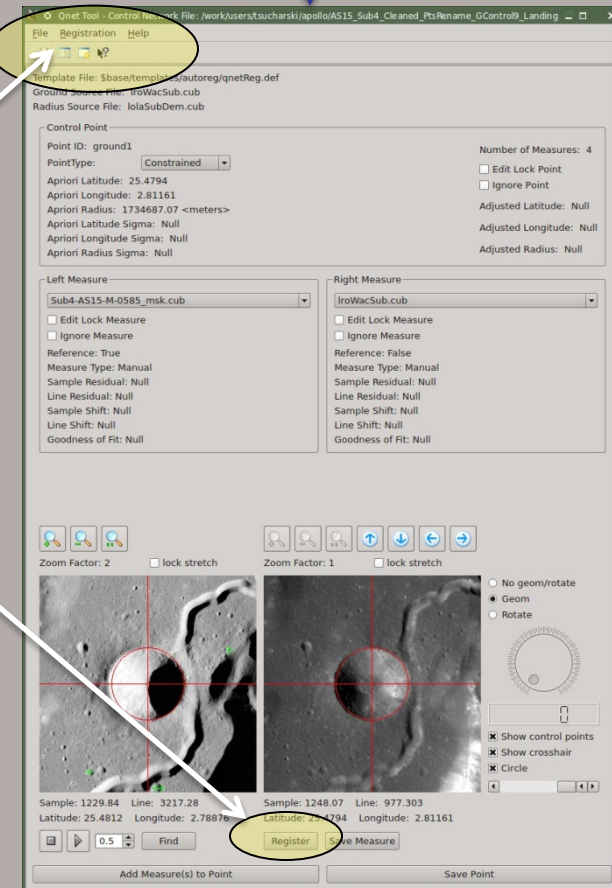 Qnet Tool - Control Network File: /work/users/tsucharski/apollo/AS15_Sub4_Cleaned_PtsRename_GControl9_Landing
File Registration Help
Template File: $base/templates/autoreg/qnetReg.def
Ground Source File: lroWacSub.cub
Radius Source File: lolaSubDem.cub
Control Point
Point ID: ground1
Number of Measures: 4
PointType: Constrained
Edit Lock Point
Apriori Latitude: 25.4794
Ignore Point
Apriori Longitude: 2.81161
Apriori Radius: 1734687.07 <meters>
Adjusted Latitude: Null
Apriori Latitude Sigma: Null
Adjusted Longitude: Null
Apriori Longitude Sigma: Null
Apriori Radius Sigma: Null
Adjusted Radius: Null
Left Measure
Sub4-AS15-M-0585_msk.cub
Edit Lock Measure
Ignore Measure
Reference: True
Measure Type: Manual
Sample Residual: Null
Line Residual: Null
Sample Shift: Null
Line Shift: Null
Goodness of Fit: Null
Right Measure
lroWacSub.cub
Edit Lock Measure
Ignore Measure
Reference: False
Measure Type: Manual
Sample Residual: Null
Line Residual: Null
Sample Shift: Null
Line Shift: Null
Goodness of Fit: Null
Zoom Factor: 2 lock stretch
Zoom Factor: 1 lock stretch
No geom/rotate
Geom
Rotate
0
Show control points
Show crosshair
Circle
Sample: 1229.84 Line: 3217.28
Latitude: 25.4812 Longitude: 2.78876
Sample: 1248.07 Line: 977.303
Latitude: 25.4794 Longitude: 2.81161
0.5 Find
Register Save Measure
Add Measure(s) to Point
Save Point